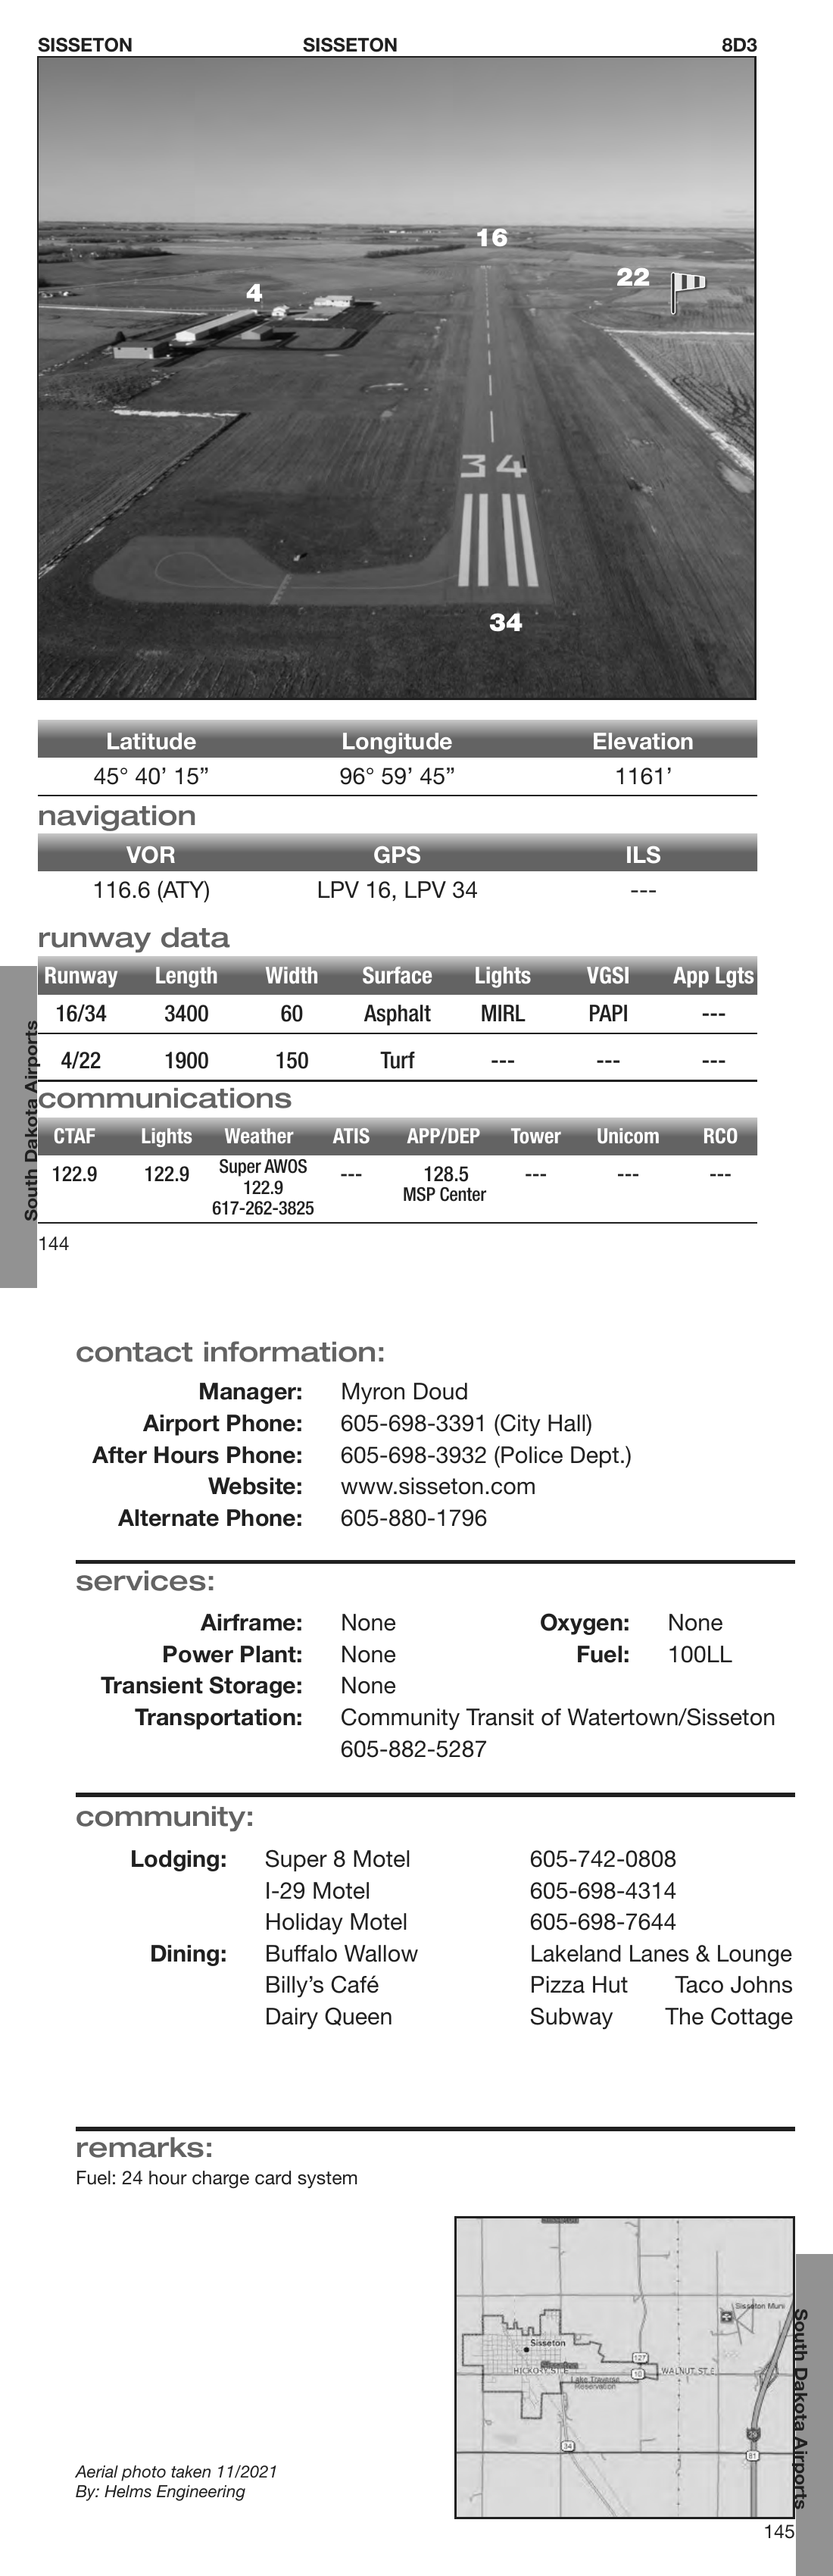 SISSETON SISSETON 8D3
16
22
4
34
34
Latitude Longitude Elevation
45° 40’ 15” 96° 59’ 45” 1161’
navigation
VOR GPS ILS
116.6 (ATY) LPV 16, LPV 34 ---
runway data
Runway Length Width Surface Lights VGSI App Lgts
16/34 3400 60 Asphalt MIRL PAPI ---
4/22 1900 150 Turf --- --- ---
communications
CTAF Lights Weather ATIS APP/DEP Tower Unicom RCO
122.9 122.9 Super AWOS --- 128.5 --- --- ---
122.9 MSP Center
617-262-3825
South Dakota Airports
144
contact information:
Manager: Myron Doud
Airport Phone: 605-698-3391 (City Hall)
After Hours Phone: 605-698-3932 (Police Dept.)
Website: www.sisseton.com
Alternate Phone: 605-880-1796
services:
Airframe: None Oxygen: None
Power Plant: None Fuel: 100LL
Transient Storage: None
Transportation: Community Transit of Watertown/Sisseton
605-882-5287
community:
Lodging: Super 8 Motel 605-742-0808
I-29 Motel 605-698-4314
Holiday Motel 605-698-7644
Dining: Buffalo Wallow Lakeland Lanes & Lounge
Billy’s Café Pizza Hut Taco Johns
Dairy Queen Subway The Cottage
remarks:
Fuel: 24 hour charge card system
Sisseton Muni
Sisseton
127
Sisseton
HICKORY ST E 10 WALNUT ST E
Lake Traverse
Reservation
34
81
South Dakota Airports
Aerial photo taken 11/2021
By: Helms Engineering
145